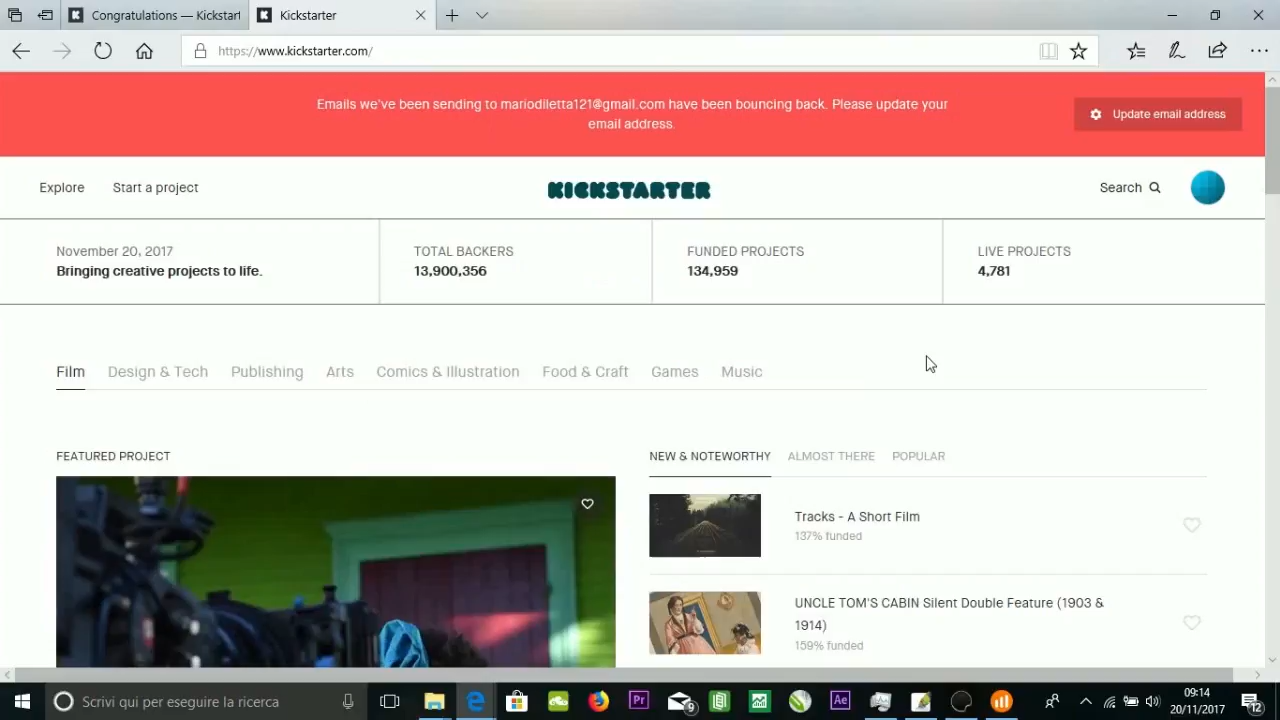 Congratulations — Kickstart
Kickstarter
https://www.kickstarter.com/
Emails we've been sending to mariodiletta121@gmail.com have been bouncing back. Please update your
email address.
Update email address
Explore
Start a project
KICKSTARTER
Search
November 20, 2017
Bringing creative projects to life.
TOTAL BACKERS
13,900,356
FUNDED PROJECTS
134,959
LIVE PROJECTS
4,781
Film
Design & Tech
Publishing
Arts
Comics & Illustration
Food & Craft
Games
Music
FEATURED PROJECT
NEW & NOTEWORTHY
ALMOST THERE
POPULAR
Tracks - A Short Film
137% funded
UNCLE TOM'S CABIN Silent Double Feature (1903 &
1914)
159% funded
Scrivi qui per eseguire la ricerca
Pr
9
Ae
09:14
20/11/2017
12